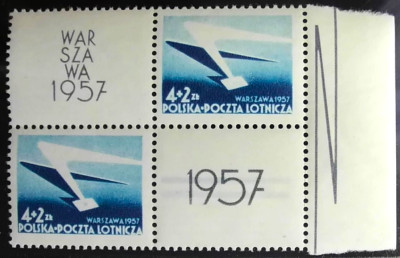 WAR
SZA
WA
1957
4+2 zł WARSZAWA 1957
POLSKA·POCZTA LOTNICZA
4+2 zł WARSZAWA 1957
POLSKA·POCZTA LOTNICZA
1957